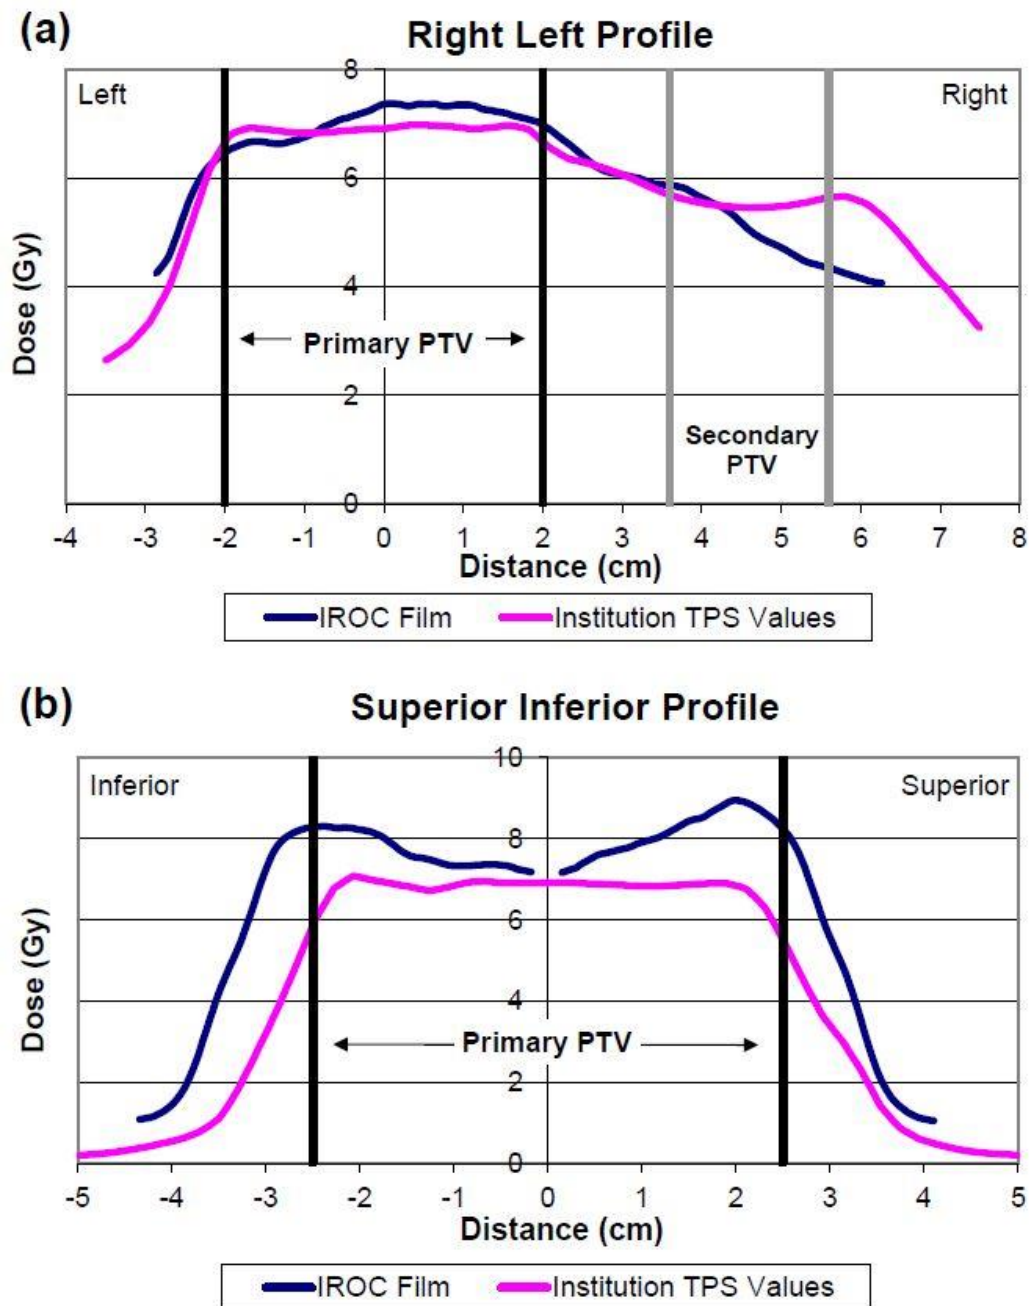 (a)
Right Left Profile
8
Left
Right
6
Dose (Gy)
4
Primary PTV
2
Secondary
PTV
0
-4 -3 -2 -1 0 1 2 3 4 5 6 7 8
Distance (cm)
IROC Film Institution TPS Values
(b)
Superior Inferior Profile
10
Inferior
Superior
8
6
Dose (Gy)
4
Primary PTV
2
0
-5 -4 -3 -2 -1 0 1 2 3 4 5
Distance (cm)
IROC Film Institution TPS Values